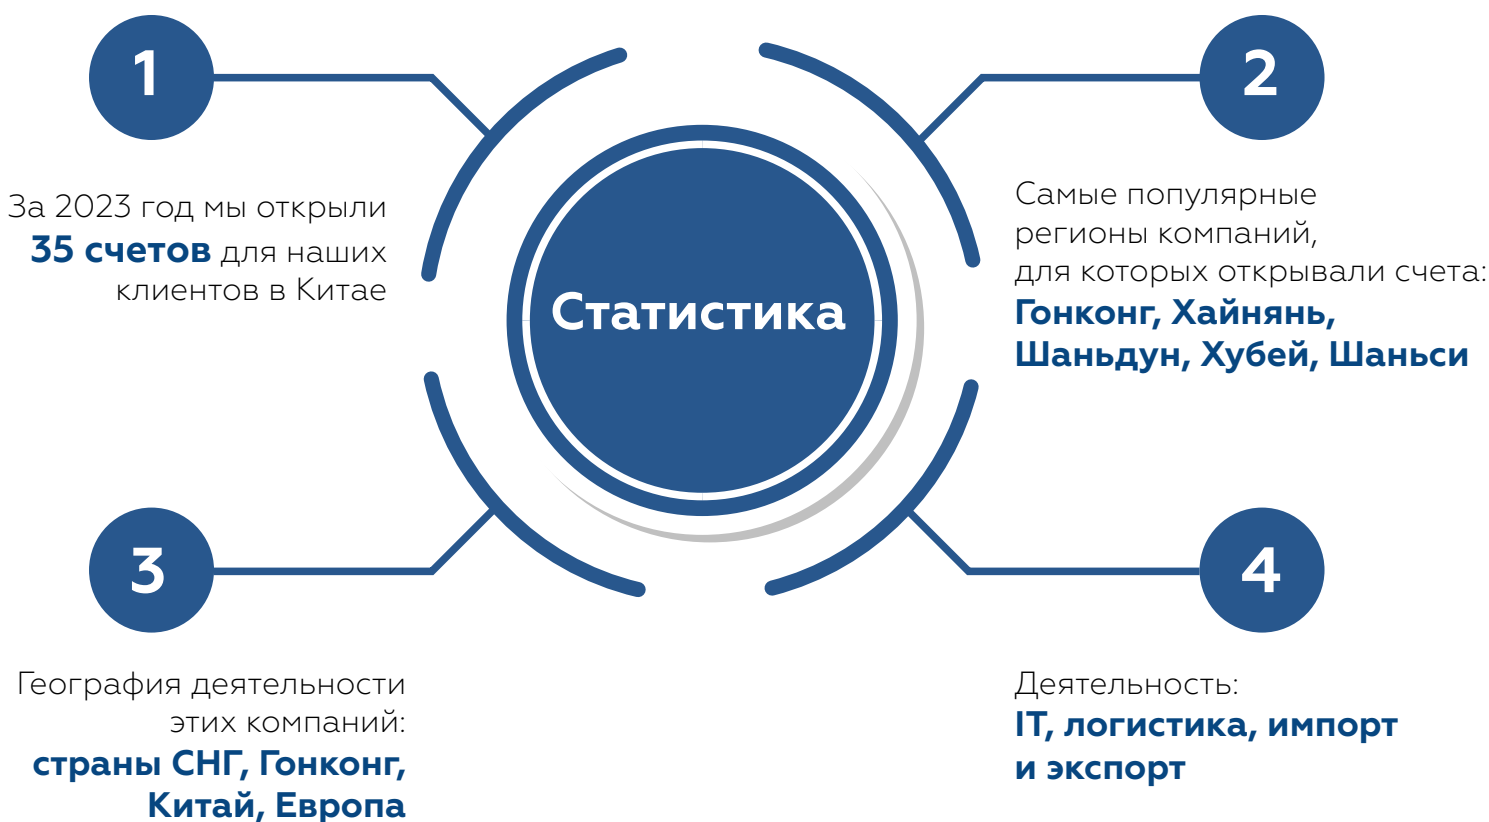 1
За 2023 год мы открыли
35 счетов для наших
клиентов в Китае
2
Самые популярные
регионы компаний,
для которых открывали счета:
Гонконг, Хайнянь,
Шаньдун, Хубей, Шаньси
Статистика
3
География деятельности
этих компаний:
страны СНГ, Гонконг,
Китай, Европа
4
Деятельность:
IT, логистика, импорт
и экспорт